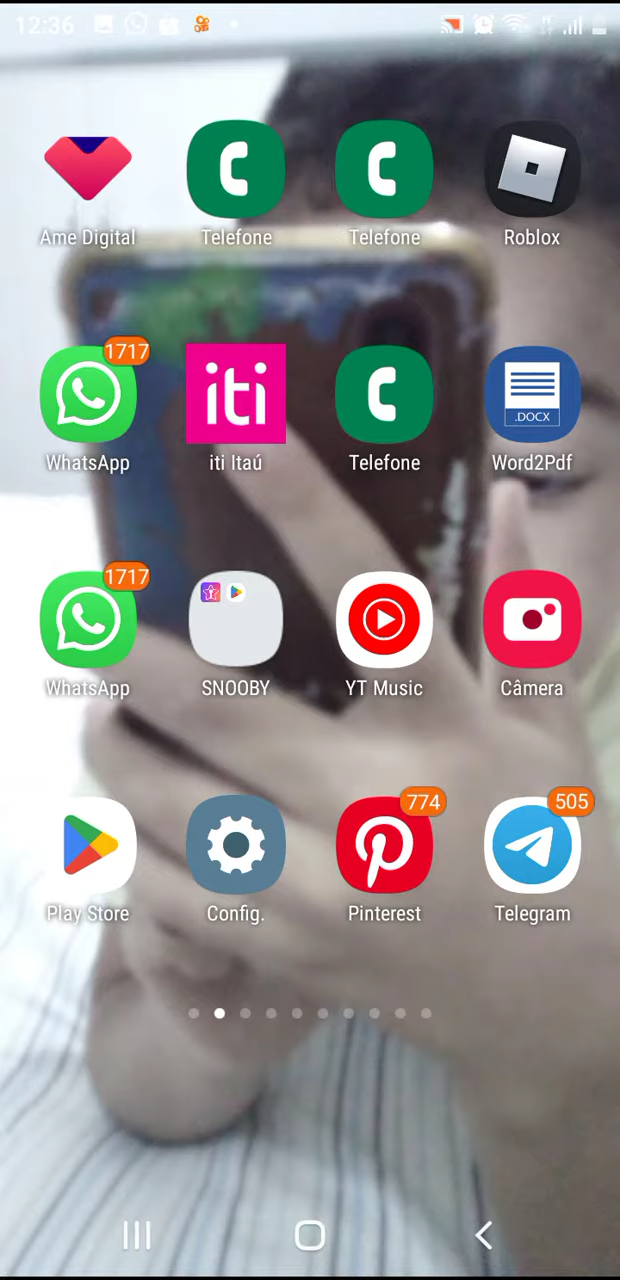 12:36
Ame Digital
Telefone
Telefone
Roblox
1717
iti
.DOCX
WhatsApp
iti Itaú
Telefone
Word2Pdf
1717
WhatsApp
SNOOBY
YT Music
Câmera
774
505
Play Store
Config.
Pinterest
Telegram